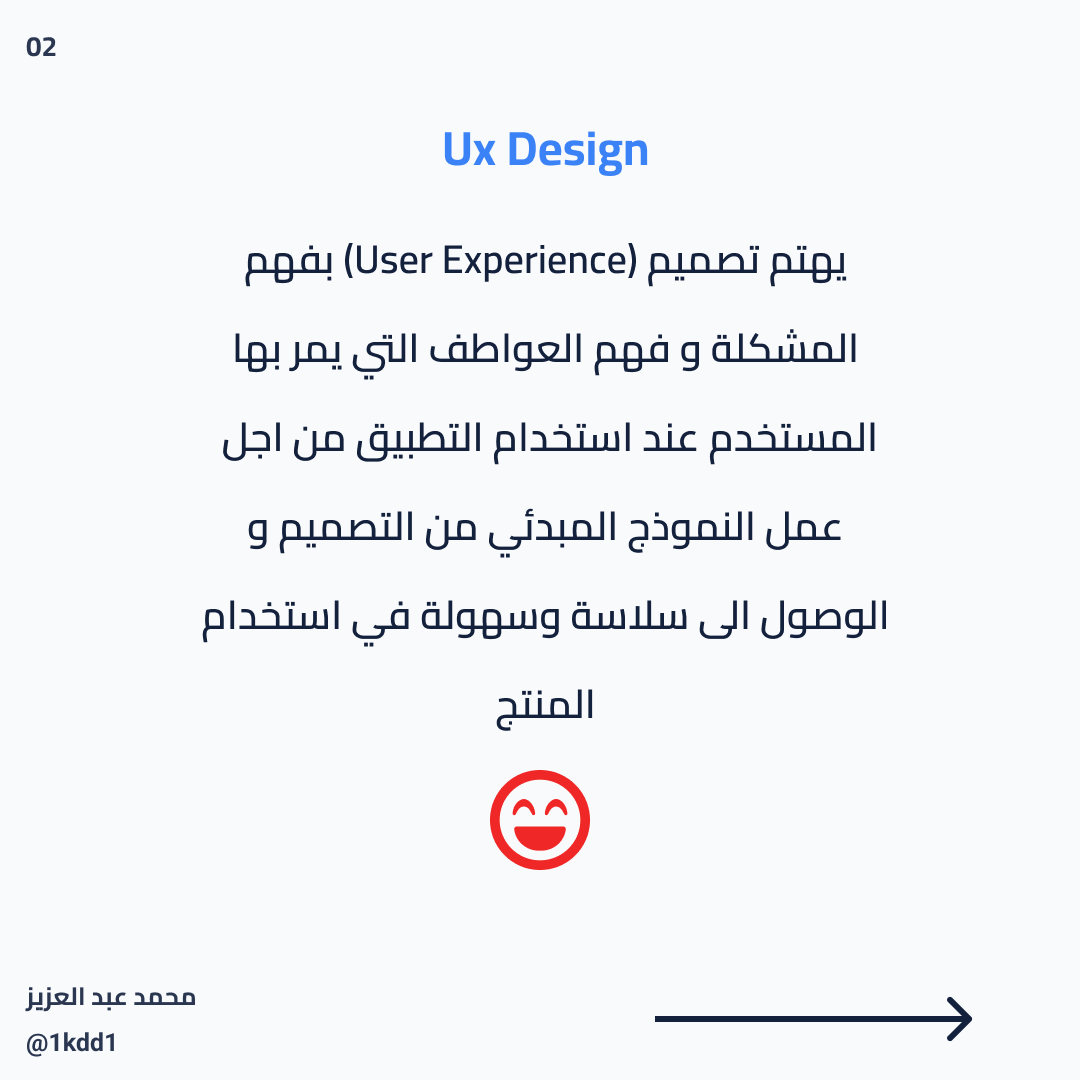 02
Ux Design
يهتم تصميم (User Experience) بفهم
المشكلة و فهم العواطف التي يمر بها
المستخدم عند استخدام التطبيق من اجل
عمل النموذج المبدئي من التصميم و
الوصول الى سلاسة وسهولة في استخدام
المنتج
محمد عبد العزيز
@1kdd1